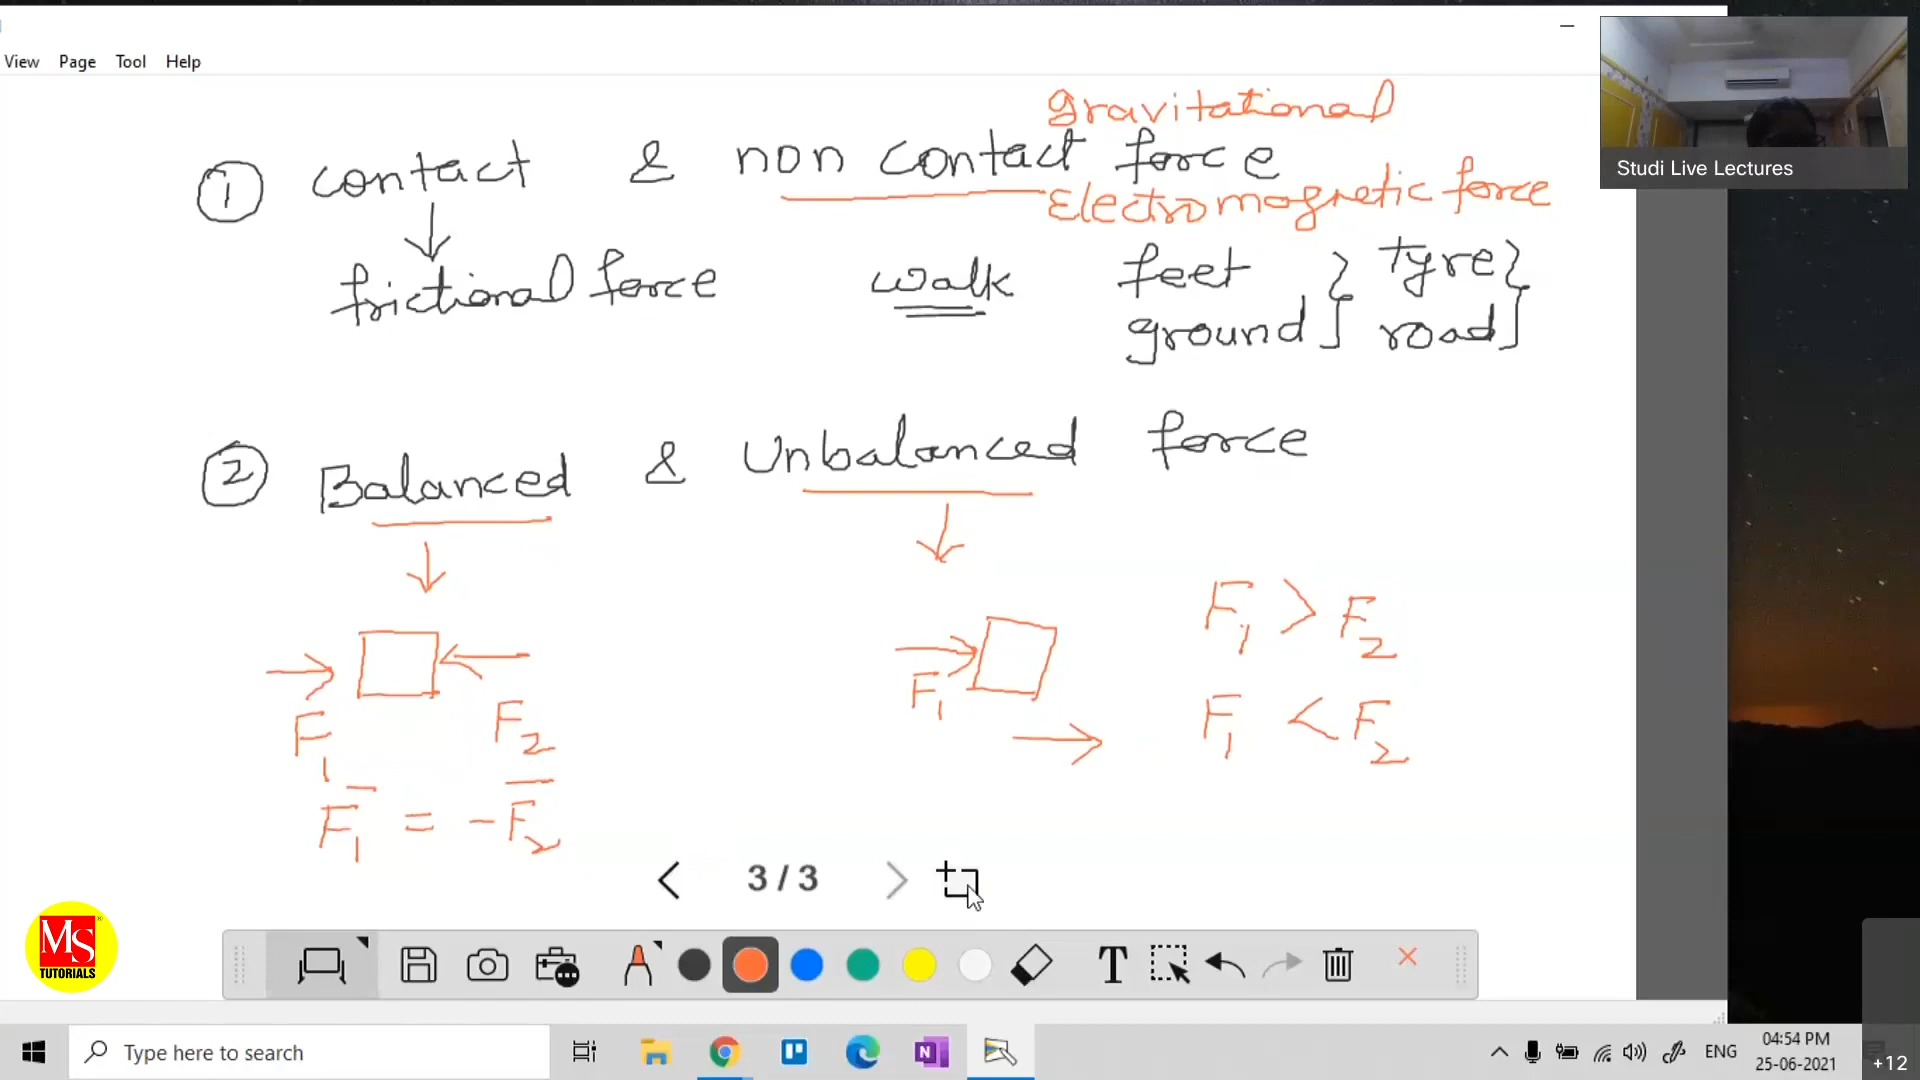 View Page Tool Help
Studi Live Lectures
gravitational
① contact & non contact force
Electromagnetic force
frictional force walk feet } tyre }
ground ] road ]
② Balanced & Unbalanced force
F1 > F2
F1
F1 F2
F1 < F2
F1 = -F2
3 / 3
MS
TUTORIALS
T
Type here to search
N
ENG
04:54 PM
25-06-2021
+12